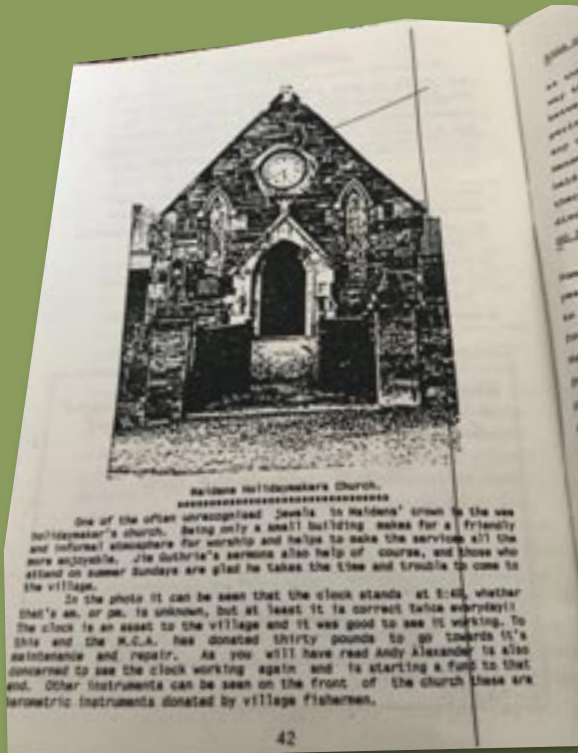 Maidens Holidaymakers Church.
One of the often unrecognised jewels in Maidens' crown is the wee
holidaymaker's church. Being only a small building makes for a friendly
and informal atmosphere for worship and helps to make the services all the
more enjoyable. Jim Guthrie's sermons also help of course, and those who
attend on summer Sundays are glad he takes the time and trouble to come to
the village.
In the photo it can be seen that the clock stands at whether
that's am. or pm. is unknown, but at least it is correct twice everyday!!
The clock is an asset to the village and it was good to see it working. To
this end the M.C.A. has donated thirty pounds to go towards it's
maintenance and repair. As you will have read Andy Alexander is also
concerned to see the clock working again and is starting a fund to that
end. Other instruments can be seen on the front of the church these are
barometric instruments donated by village fishermen.
42